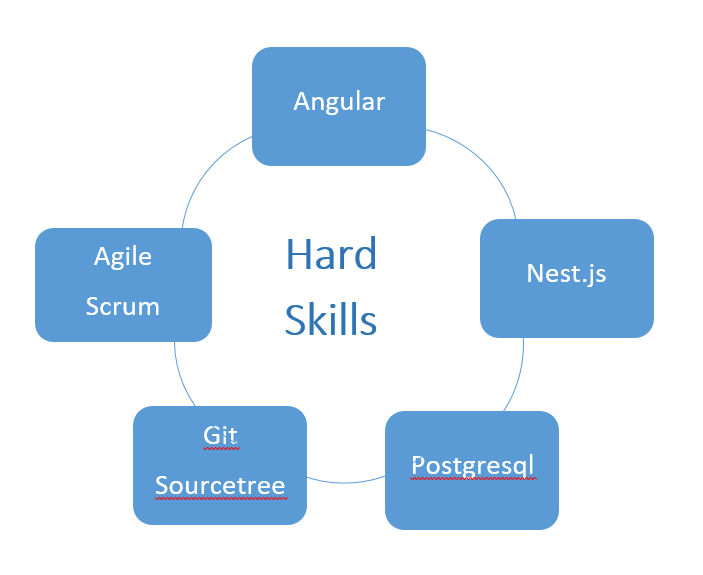 Angular
Nest.js
Postgresql
Git
Sourcetree
Agile
Scrum
Hard
Skills